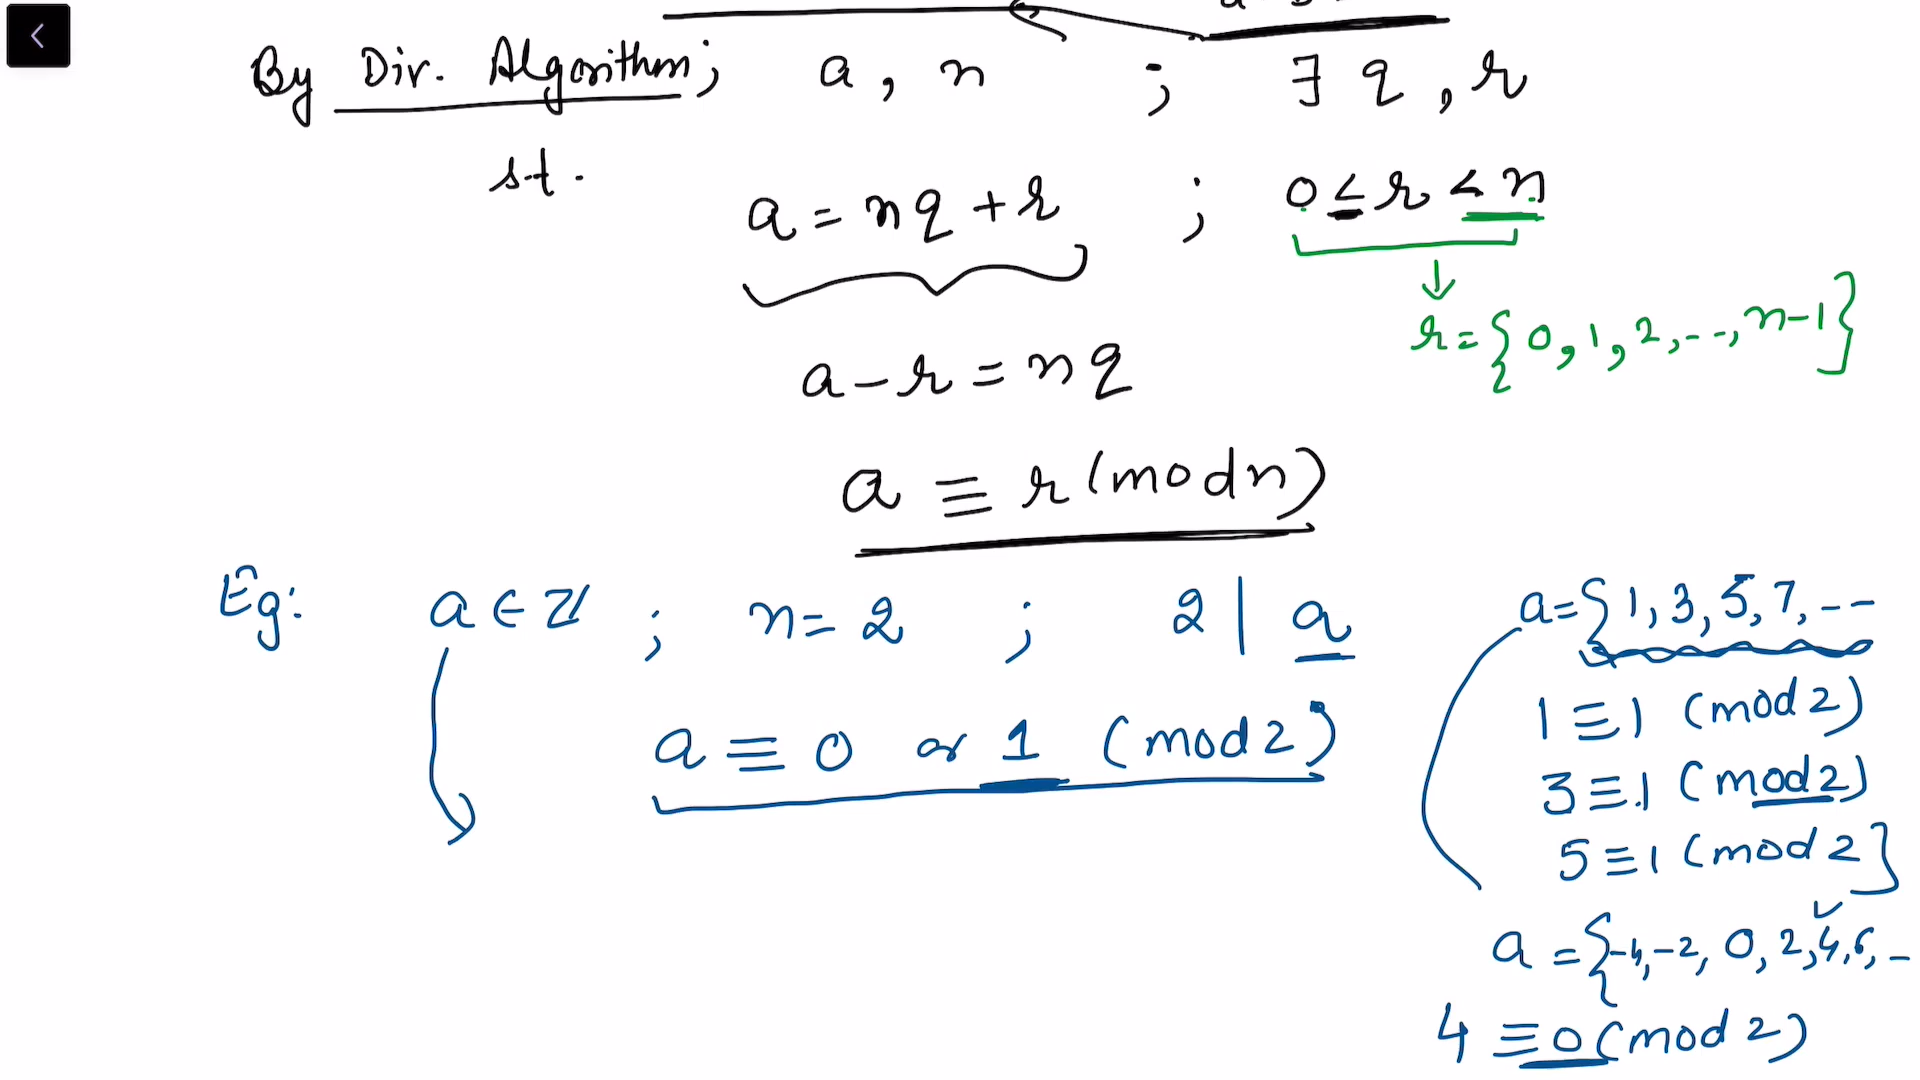 By Div. Algorithm; a, n ; ∃ q, r
s.t. a = nq + r ; 0 ≤ r < n
r = {0, 1, 2, --, n-1}
a - r = nq
a ≡ r (mod n)
Eg: a ∈ ℤ ; n = 2 ; 2 | a
a ≡ 0 or 1 (mod 2)
a = {1, 3, 5, 7, --
1 ≡ 1 (mod 2)
3 ≡ 1 (mod 2)
5 ≡ 1 (mod 2)}
a = {-4, -2, 0, 2, 4, 6, -
4 ≡ 0 (mod 2)